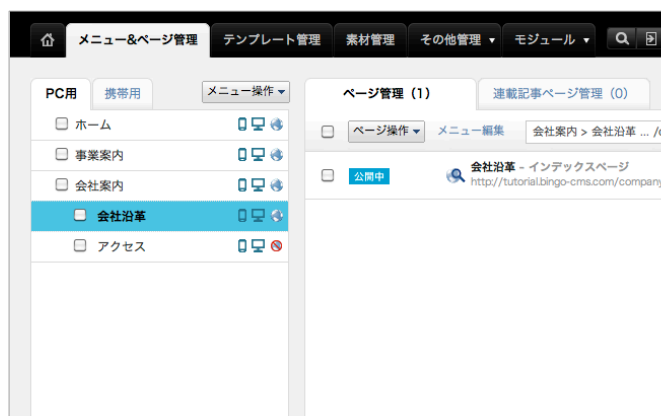 メニュー&ページ管理 テンプレート管理 素材管理 その他管理 ▼ モジュール ▼
PC用 携帯用 メニュー操作 ▼ ページ管理（1） 連載記事ページ管理（0）
ホーム
事業案内
会社案内
会社沿革
アクセス
ページ操作 ▼ メニュー編集 会社案内 > 会社沿革 ... /c
公開中 会社沿革 – インデックスページ
http://tutorial.bingo-cms.com/company